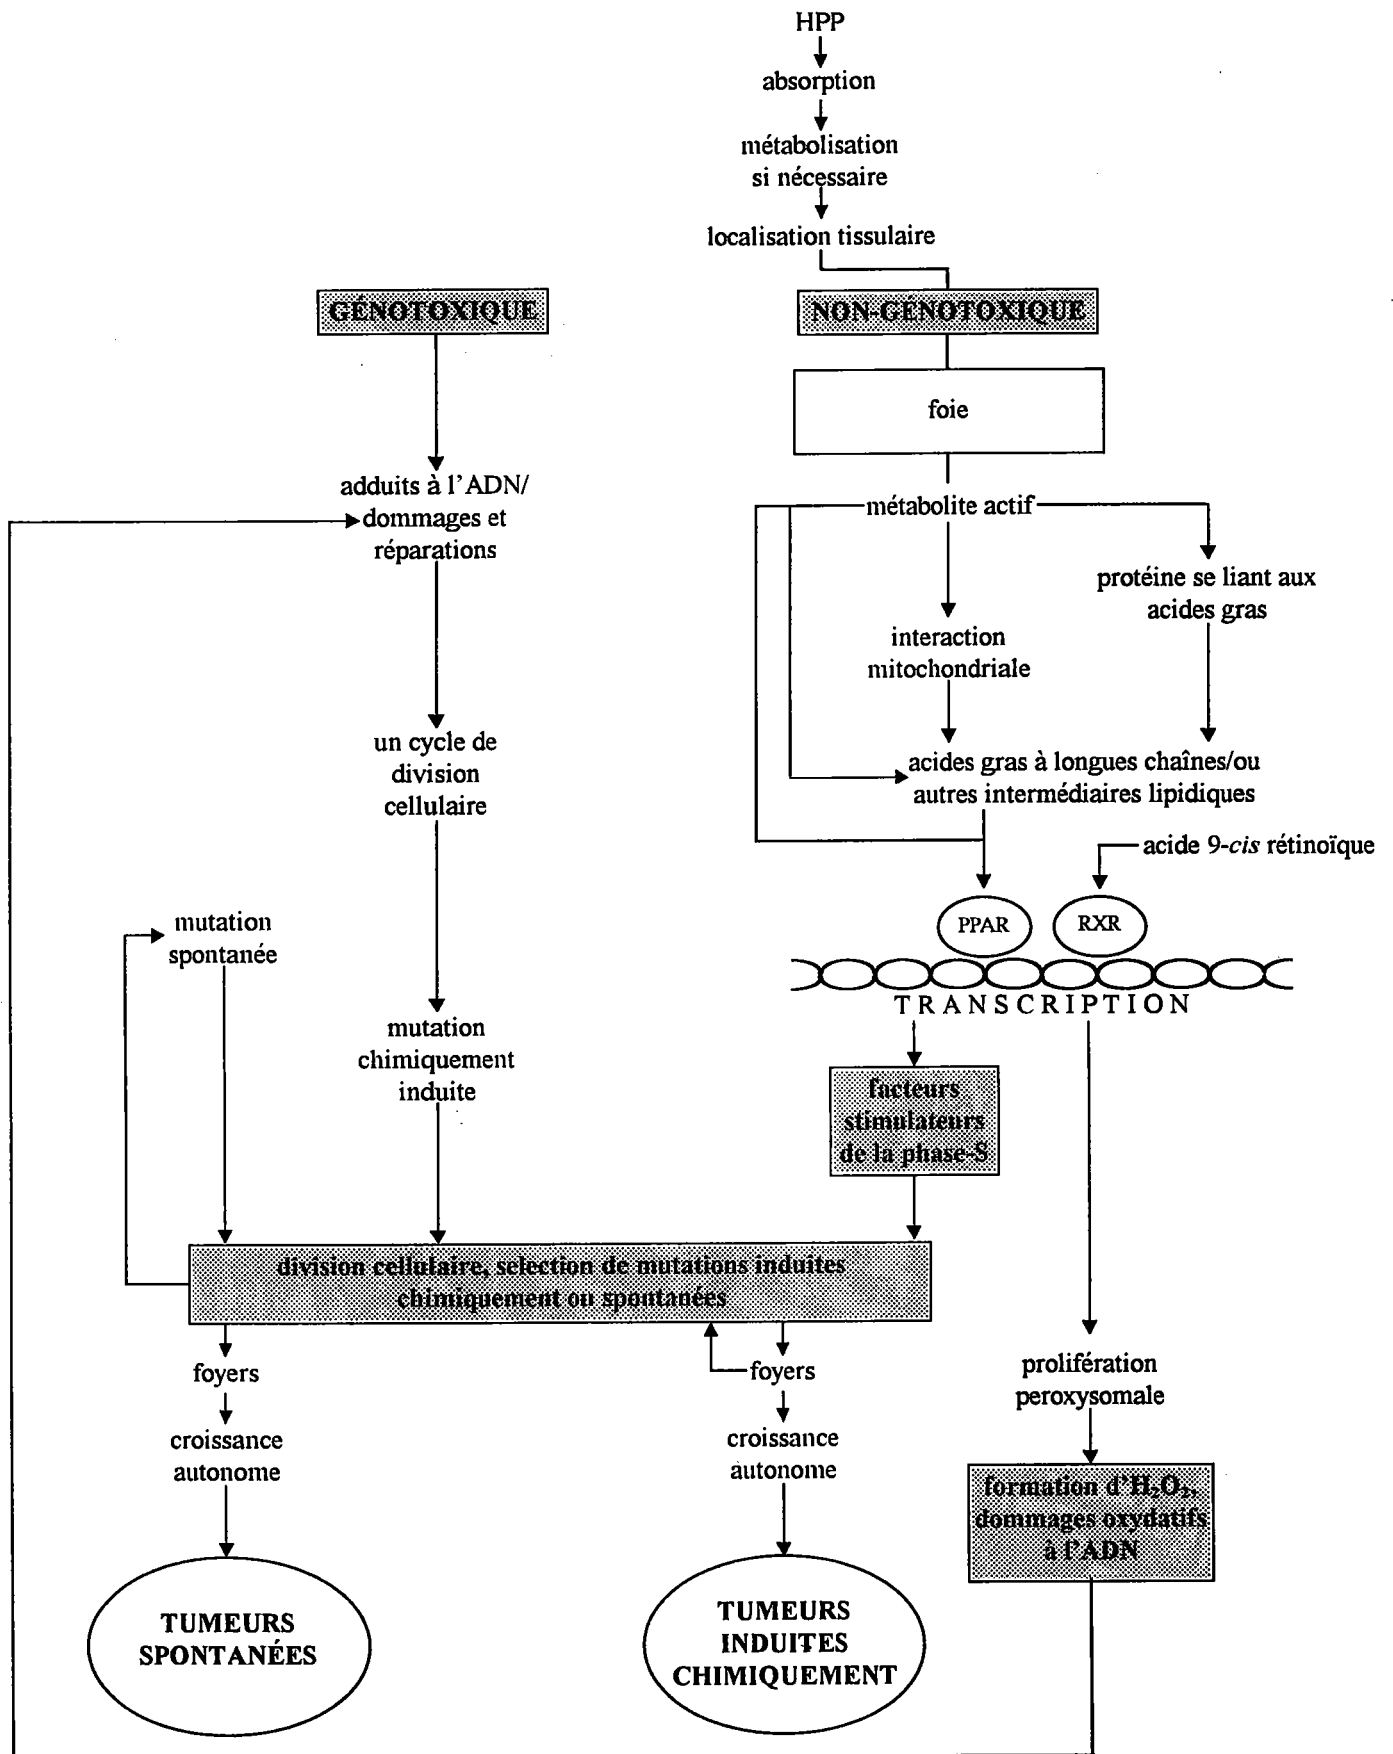 HPP
absorption
métabolisation
si nécessaire
localisation tissulaire
GÉNOTOXIQUE
NON-GÉNOTOXIQUE
foie
adduits à l'ADN/
dommages et
réparations
métabolite actif
protéine se liant aux
acides gras
interaction
mitochondriale
un cycle de
division
cellulaire
acides gras à longues chaînes/ou
autres intermédiaires lipidiques
acide 9-cis rétinoïque
mutation
spontanée
PPAR
RXR
TRANSCRIPTION
mutation
chimiquement
induite
facteurs
stimulateurs
de la phase-S
division cellulaire, selection de mutations induites
chimiquement ou spontanées
foyers
foyers
prolifération
peroxysomale
croissance
autonome
croissance
autonome
formation d'H₂O₂,
dommages oxydatifs
à l'ADN
TUMEURS
SPONTANÉES
TUMEURS
INDUITES
CHIMIQUEMENT